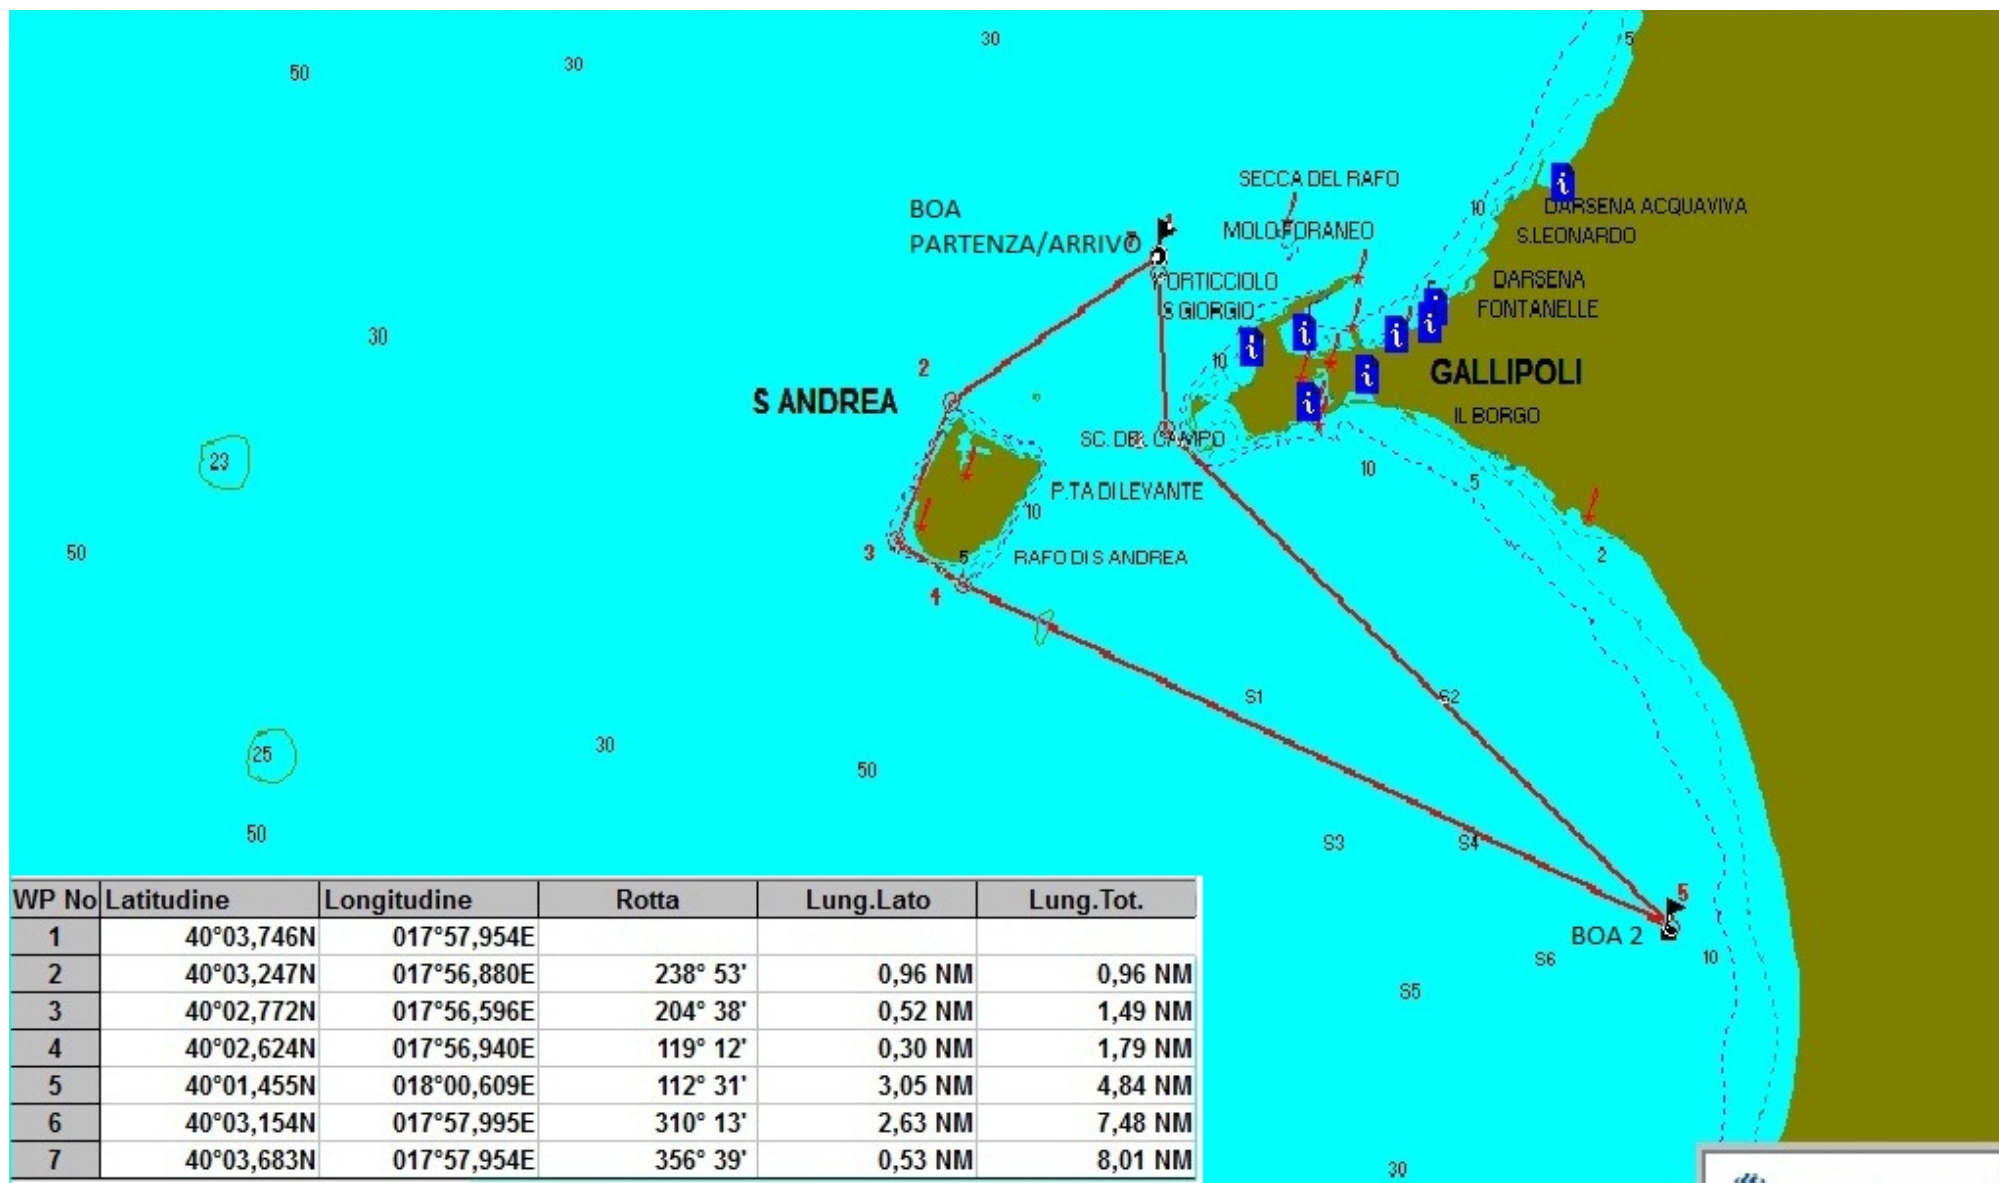 30
5
30
50
SECCA DEL RAFO
BOA
PARTENZA/ARRIVO
1
7
10
DARSENA ACQUAVIVA
MOLO FORANEO
S.LEONARDO
PORTICCIOLO
S GIORGIO
DARSENA
FONTANELLE
30
10
2
GALLIPOLI
S ANDREA
IL BORGO
SC. DEL CAMPO
23
10
5
P.TA DI LEVANTE
10
50
3
5
RAFO DI S ANDREA
2
4
S1
S2
30
25
50
50
S3
S4
5
BOA 2
S6
10
S5
30
WP No Latitudine Longitudine Rotta Lung.Lato Lung.Tot.
1 40°03,746N 017°57,954E
2 40°03,247N 017°56,880E 238° 53' 0,96 NM 0,96 NM
3 40°02,772N 017°56,596E 204° 38' 0,52 NM 1,49 NM
4 40°02,624N 017°56,940E 119° 12' 0,30 NM 1,79 NM
5 40°01,455N 018°00,609E 112° 31' 3,05 NM 4,84 NM
6 40°03,154N 017°57,995E 310° 13' 2,63 NM 7,48 NM
7 40°03,683N 017°57,954E 356° 39' 0,53 NM 8,01 NM